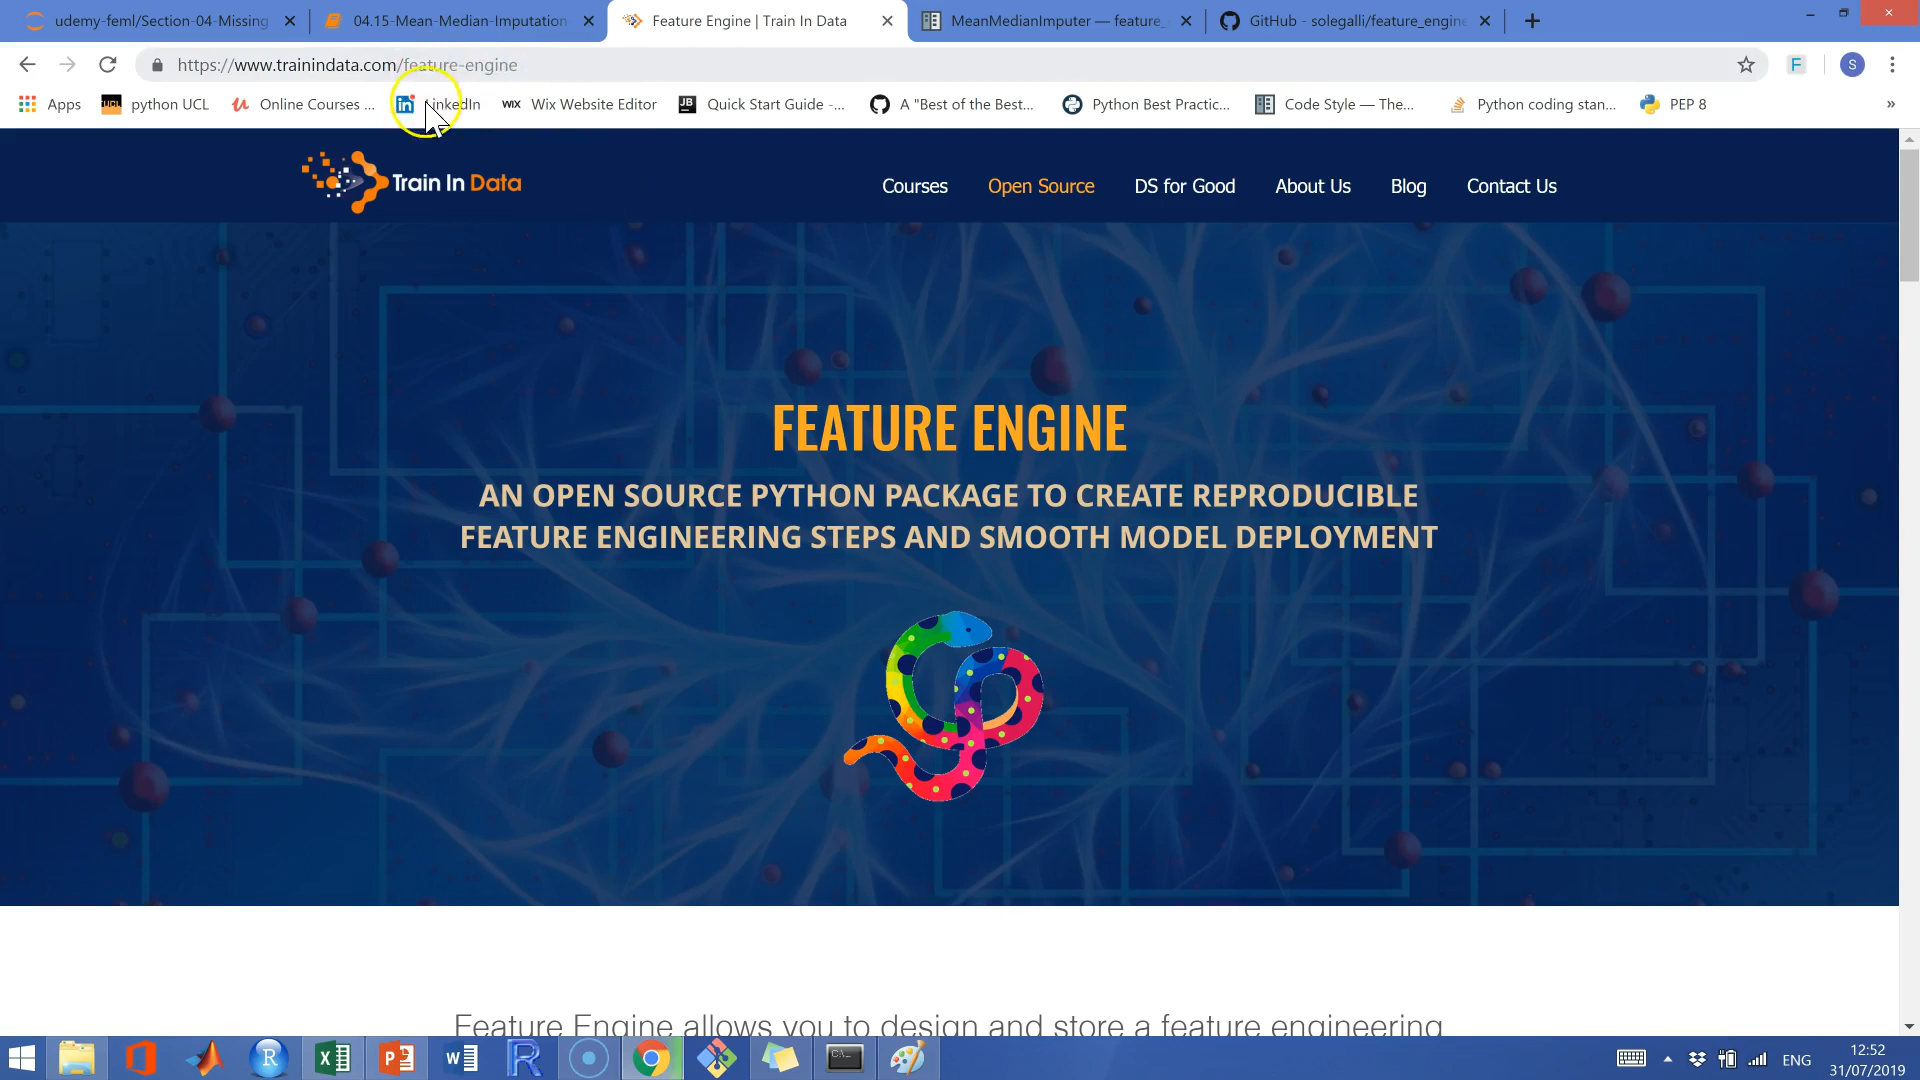 udemy-feml/Section-04-Missing
04.15-Mean-Median-Imputation
Feature Engine | Train In Data
MeanMedianImputer — feature_
GitHub - solegalli/feature_engine
https://www.trainindata.com/feature-engine
F
S
Apps
UCL
python UCL
Online Courses ...
in
LinkedIn
WIX
Wix Website Editor
JB
Quick Start Guide -...
A "Best of the Best...
Python Best Practic...
Code Style — The...
Python coding stan...
PEP 8
»
Train In Data
Courses
Open Source
DS for Good
About Us
Blog
Contact Us
FEATURE ENGINE
AN OPEN SOURCE PYTHON PACKAGE TO CREATE REPRODUCIBLE
FEATURE ENGINEERING STEPS AND SMOOTH MODEL DEPLOYMENT
Feature Engine allows you to design and store a feature engineering
ENG
12:52
31/07/2019